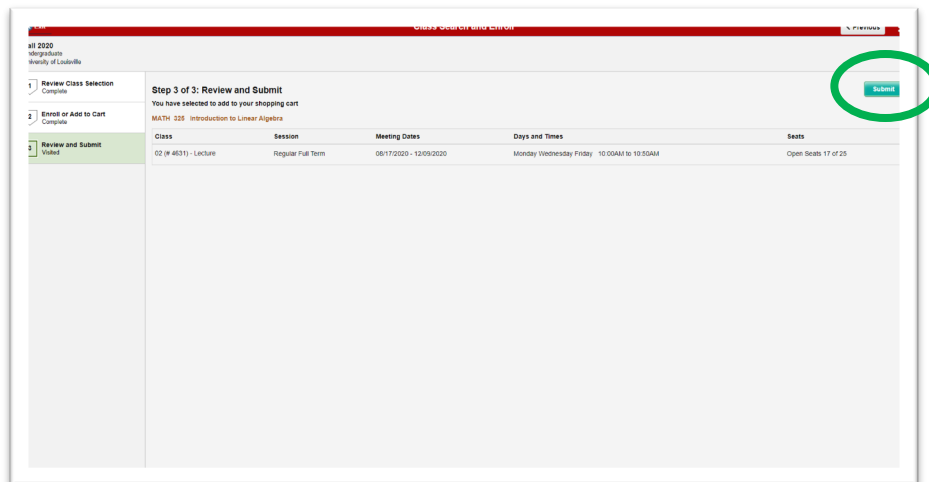 Class Search and Enroll
Previous
all 2020
ndergraduate
niversity of Louisville
1 Review Class Selection
Complete
2 Enroll or Add to Cart
Complete
3 Review and Submit
Visited
Step 3 of 3: Review and Submit
Submit
You have selected to add to your shopping cart
MATH 325 Introduction to Linear Algebra
Class Session Meeting Dates Days and Times Seats
02 (# 4631) - Lecture Regular Full Term 08/17/2020 - 12/09/2020 Monday Wednesday Friday 10:00AM to 10:50AM Open Seats 17 of 25